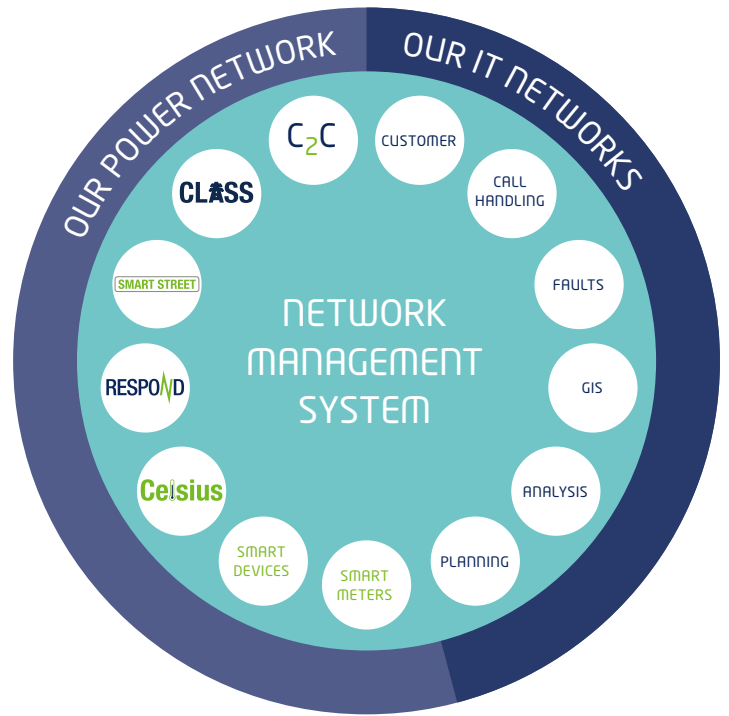 OUR POWER NETWORK
OUR IT NETWORKS
C2C
CUSTOMER
CLASS
CALL
HANDLING
SMART STREET
FAULTS
NETWORK
MANAGEMENT
SYSTEM
RESPOND
GIS
Celsius
ANALYSIS
SMART
DEVICES
SMART
METERS
PLANNING